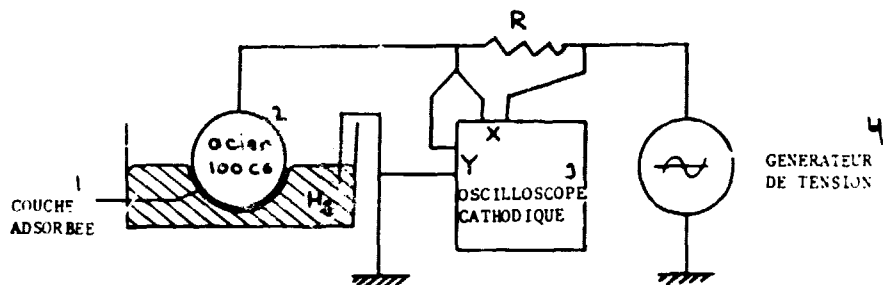 R
2
acier
100C6
1
COUCHE
ADSORBEE
Hg
X
Y
3
OSCILLOSCOPE
CATHODIQUE
4
GENERATEUR
DE TENSION